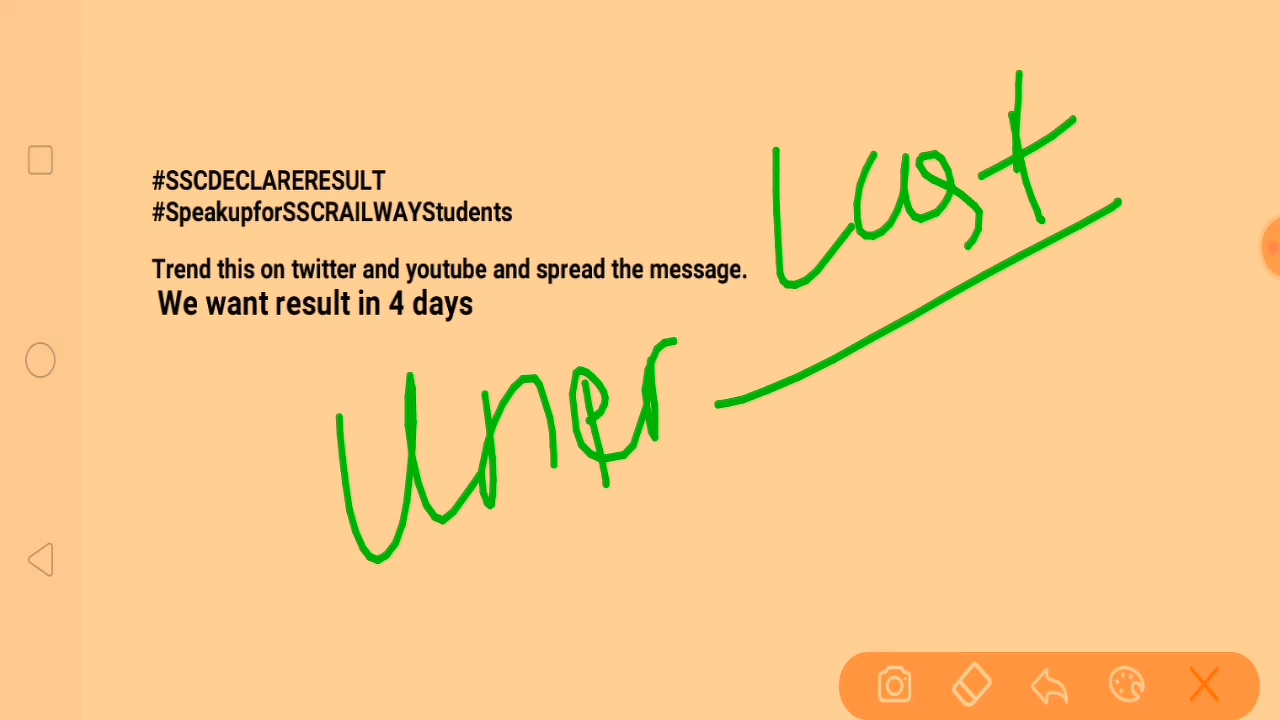 #SSCDECLARERESULT
#SpeakupforSSCRAILWAYStudents
Trend this on twitter and youtube and spread the message.
We want result in 4 days
Last